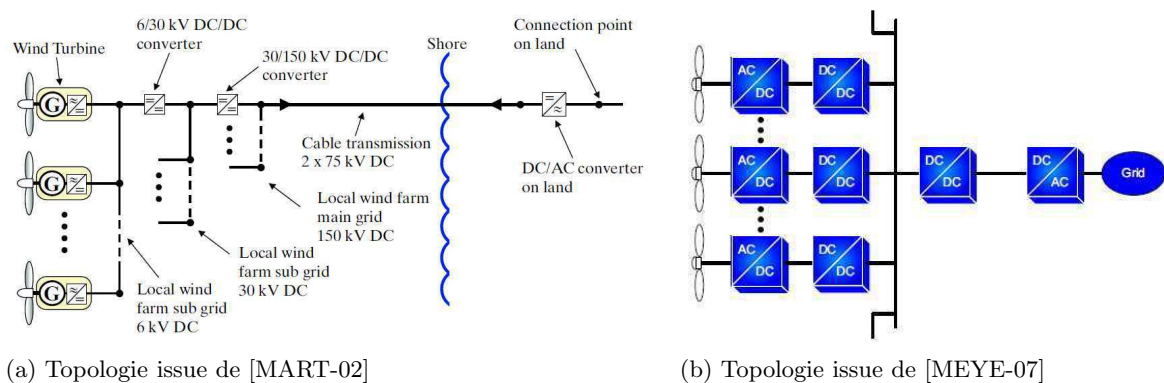 6/30 kV DC/DC
converter
Wind Turbine
30/150 kV DC/DC
converter
Shore
Connection point
on land
G
Cable transmission
2 x 75 kV DC
DC/AC converter
on land
G
Local wind farm
main grid
150 kV DC
Local wind
farm sub grid
30 kV DC
G
Local wind
farm sub grid
6 kV DC
(a) Topologie issue de [MART-02]
AC
DC
DC
DC
AC
DC
DC
DC
DC
DC
DC
AC
Grid
AC
DC
DC
DC
(b) Topologie issue de [MEYE-07]